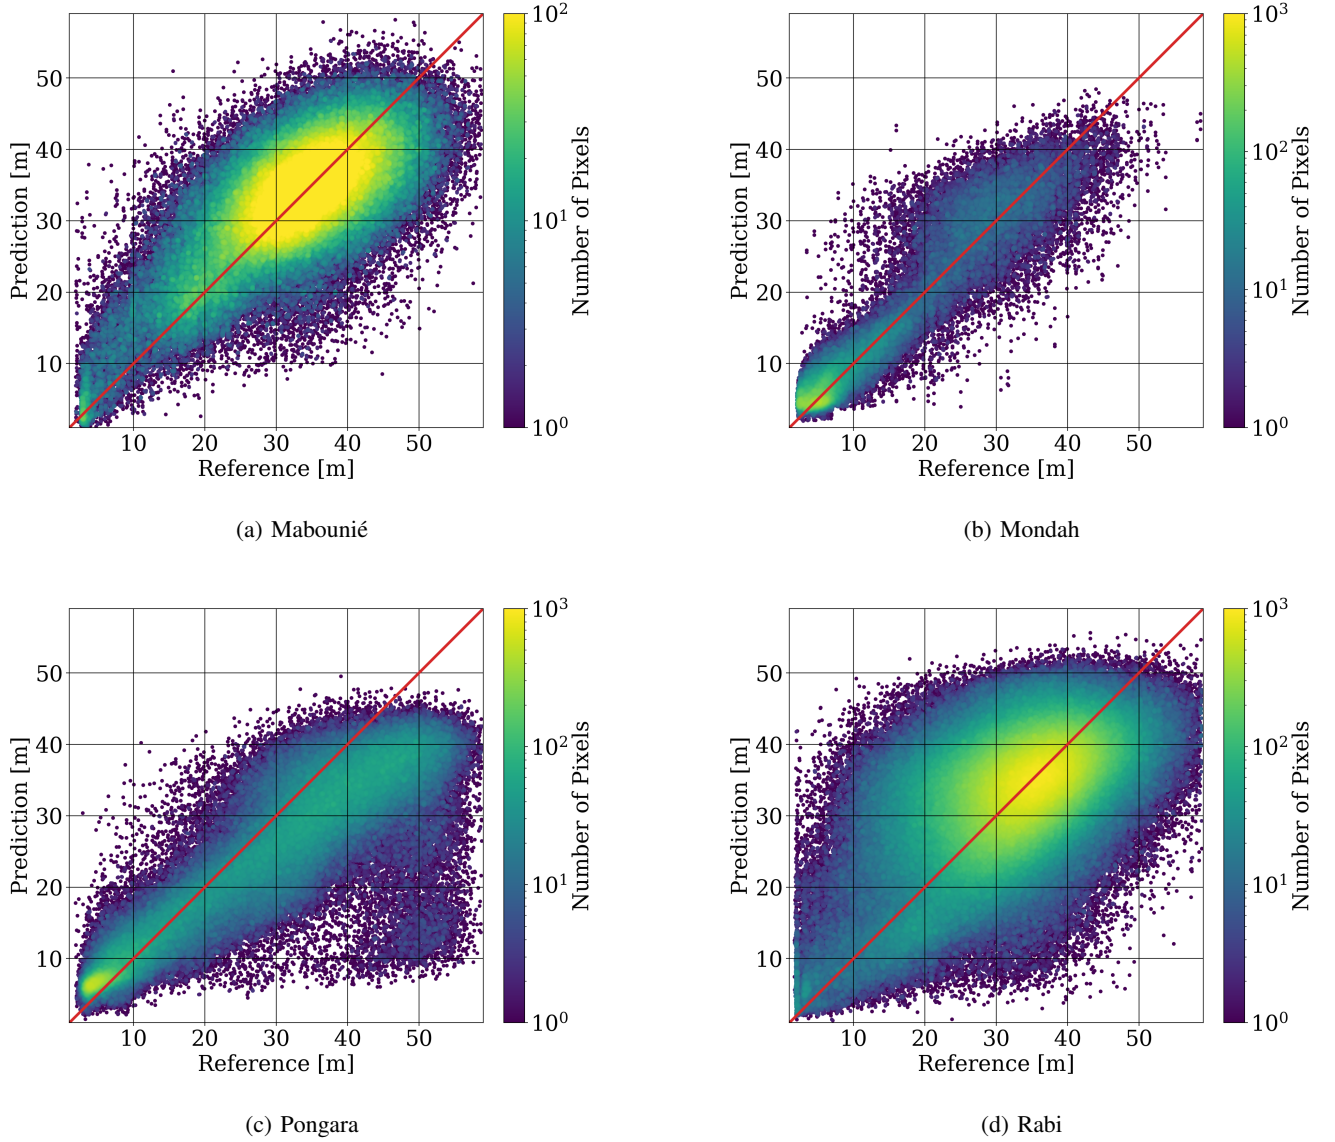 10^2
10^3
50
40
30
20
10
Prediction [m]
10^1
10^0
Number of Pixels
10 20 30 40 50
Reference [m]
50
40
30
20
10
Prediction [m]
10^2
10^1
10^0
Number of Pixels
10 20 30 40 50
Reference [m]
(a) Mabounié
(b) Mondah
10^3
10^3
50
40
30
20
10
Prediction [m]
10^2
10^1
10^0
Number of Pixels
10 20 30 40 50
Reference [m]
50
40
30
20
10
Prediction [m]
10^2
10^1
10^0
Number of Pixels
10 20 30 40 50
Reference [m]
(c) Pongara
(d) Rabi